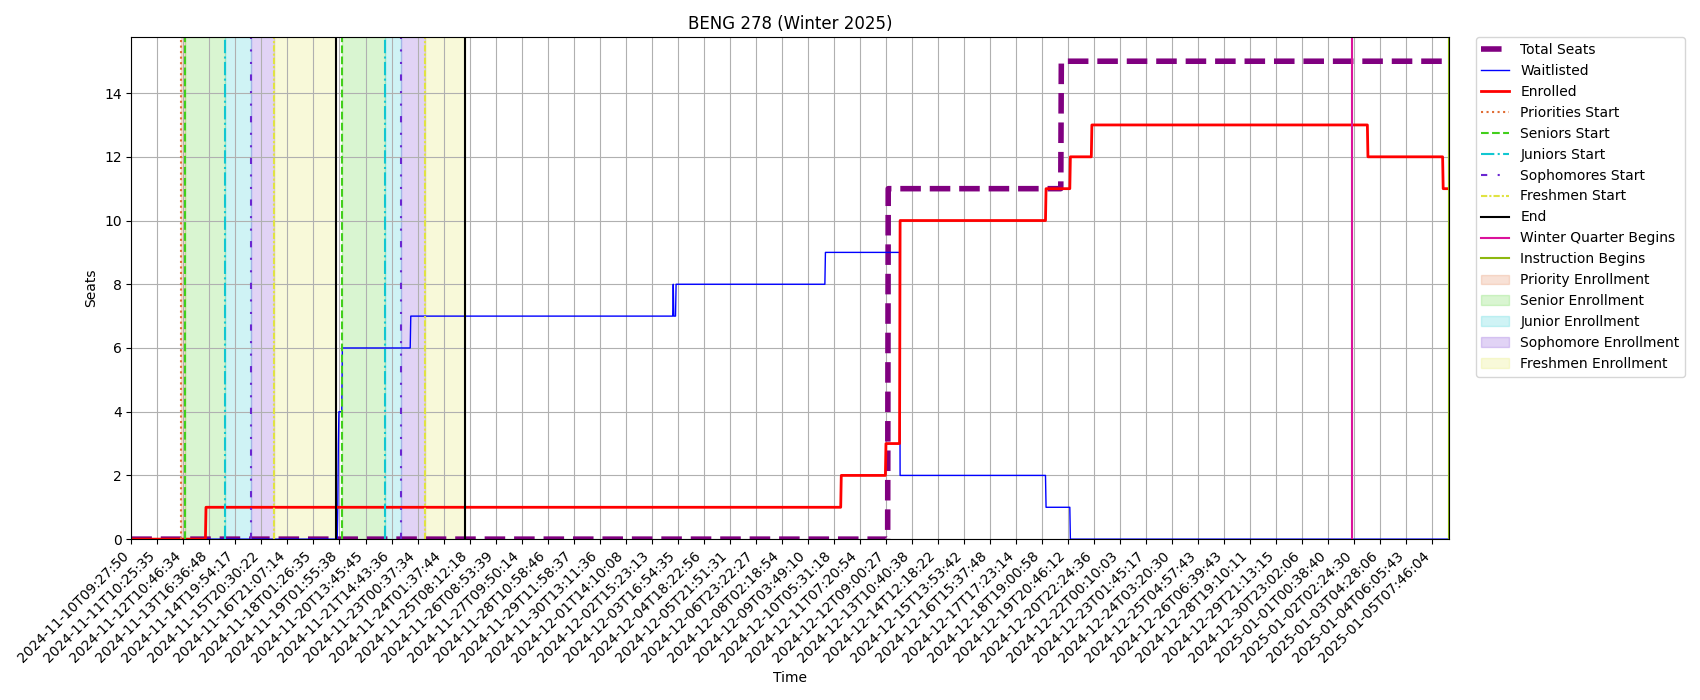 BENG 278 (Winter 2025)
Seats
14
12
10
8
6
4
2
0
2024-11-10T09:27:50
2024-11-11T10:25:35
2024-11-12T10:46:34
2024-11-13T16:36:48
2024-11-14T19:54:17
2024-11-15T20:30:22
2024-11-16T21:07:14
2024-11-18T01:26:35
2024-11-19T01:55:38
2024-11-20T13:45:45
2024-11-21T14:43:36
2024-11-23T00:37:34
2024-11-24T01:37:44
2024-11-25T08:12:18
2024-11-26T08:53:39
2024-11-27T09:50:14
2024-11-28T10:58:46
2024-11-29T11:58:37
2024-11-30T13:11:36
2024-12-01T14:10:08
2024-12-02T15:23:13
2024-12-03T16:54:35
2024-12-04T18:22:56
2024-12-05T21:51:31
2024-12-06T23:22:27
2024-12-08T02:18:54
2024-12-09T03:49:10
2024-12-10T05:31:18
2024-12-11T07:20:54
2024-12-12T09:00:27
2024-12-13T10:40:38
2024-12-14T12:18:22
2024-12-15T13:53:42
2024-12-16T15:37:48
2024-12-17T17:23:14
2024-12-18T19:00:58
2024-12-19T20:46:12
2024-12-20T22:24:36
2024-12-22T00:10:03
2024-12-23T01:45:17
2024-12-24T03:20:30
2024-12-25T04:57:43
2024-12-26T06:39:43
2024-12-28T19:10:11
2024-12-29T21:13:15
2024-12-30T23:02:06
2025-01-01T00:38:40
2025-01-02T02:24:30
2025-01-03T04:28:06
2025-01-04T06:05:43
2025-01-05T07:46:04
Time
Total Seats
Waitlisted
Enrolled
Priorities Start
Seniors Start
Juniors Start
Sophomores Start
Freshmen Start
End
Winter Quarter Begins
Instruction Begins
Priority Enrollment
Senior Enrollment
Junior Enrollment
Sophomore Enrollment
Freshmen Enrollment